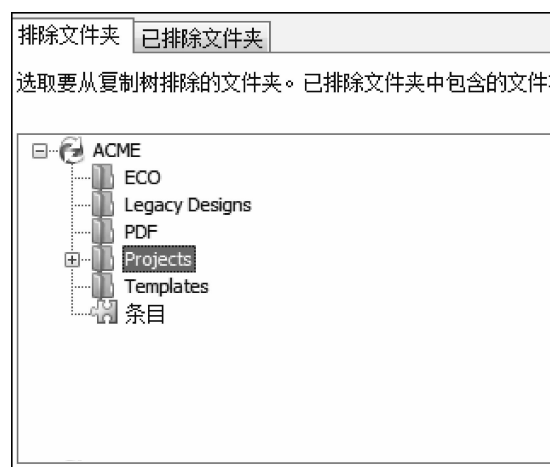 排除文件夹 已排除文件夹
选取要从复制树排除的文件夹。已排除文件夹中包含的文件
ACME
ECO
Legacy Designs
PDF
Projects
Templates
条目